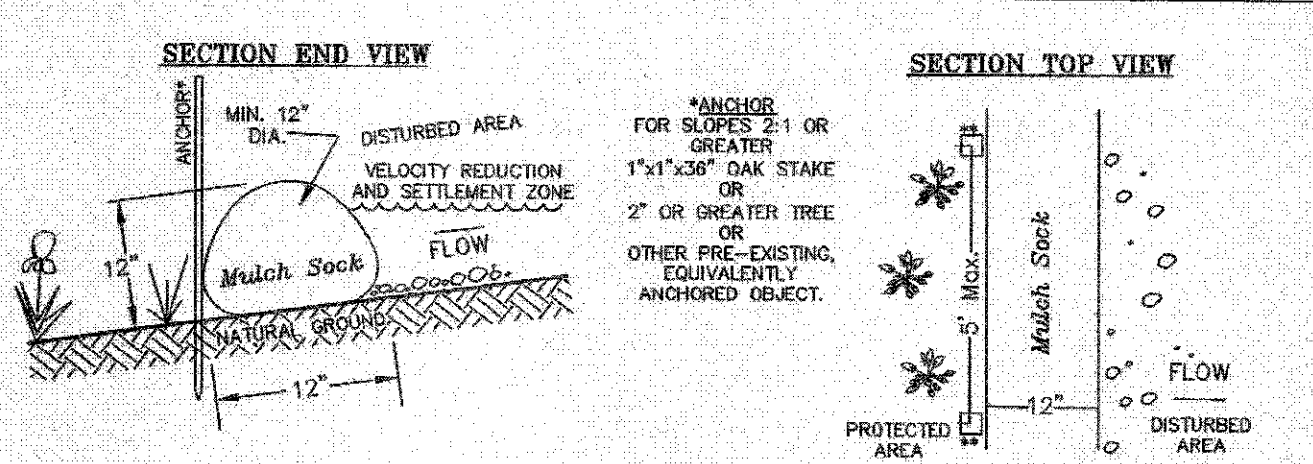 SECTION END VIEW
ANCHOR*
MIN. 12"
DIA.
DISTURBED AREA
VELOCITY REDUCTION
AND SETTLEMENT ZONE
FLOW
12"
Mulch Sock
NATURAL GROUND
12"
*ANCHOR
FOR SLOPES 2:1 OR
GREATER
1"x1"x36" OAK STAKE
OR
2" OR GREATER TREE
OR
OTHER PRE-EXISTING,
EQUIVALENTLY
ANCHORED OBJECT.
SECTION TOP VIEW
**
5' Max.
Mulch Sock
12"
FLOW
PROTECTED
AREA
**
DISTURBED
AREA